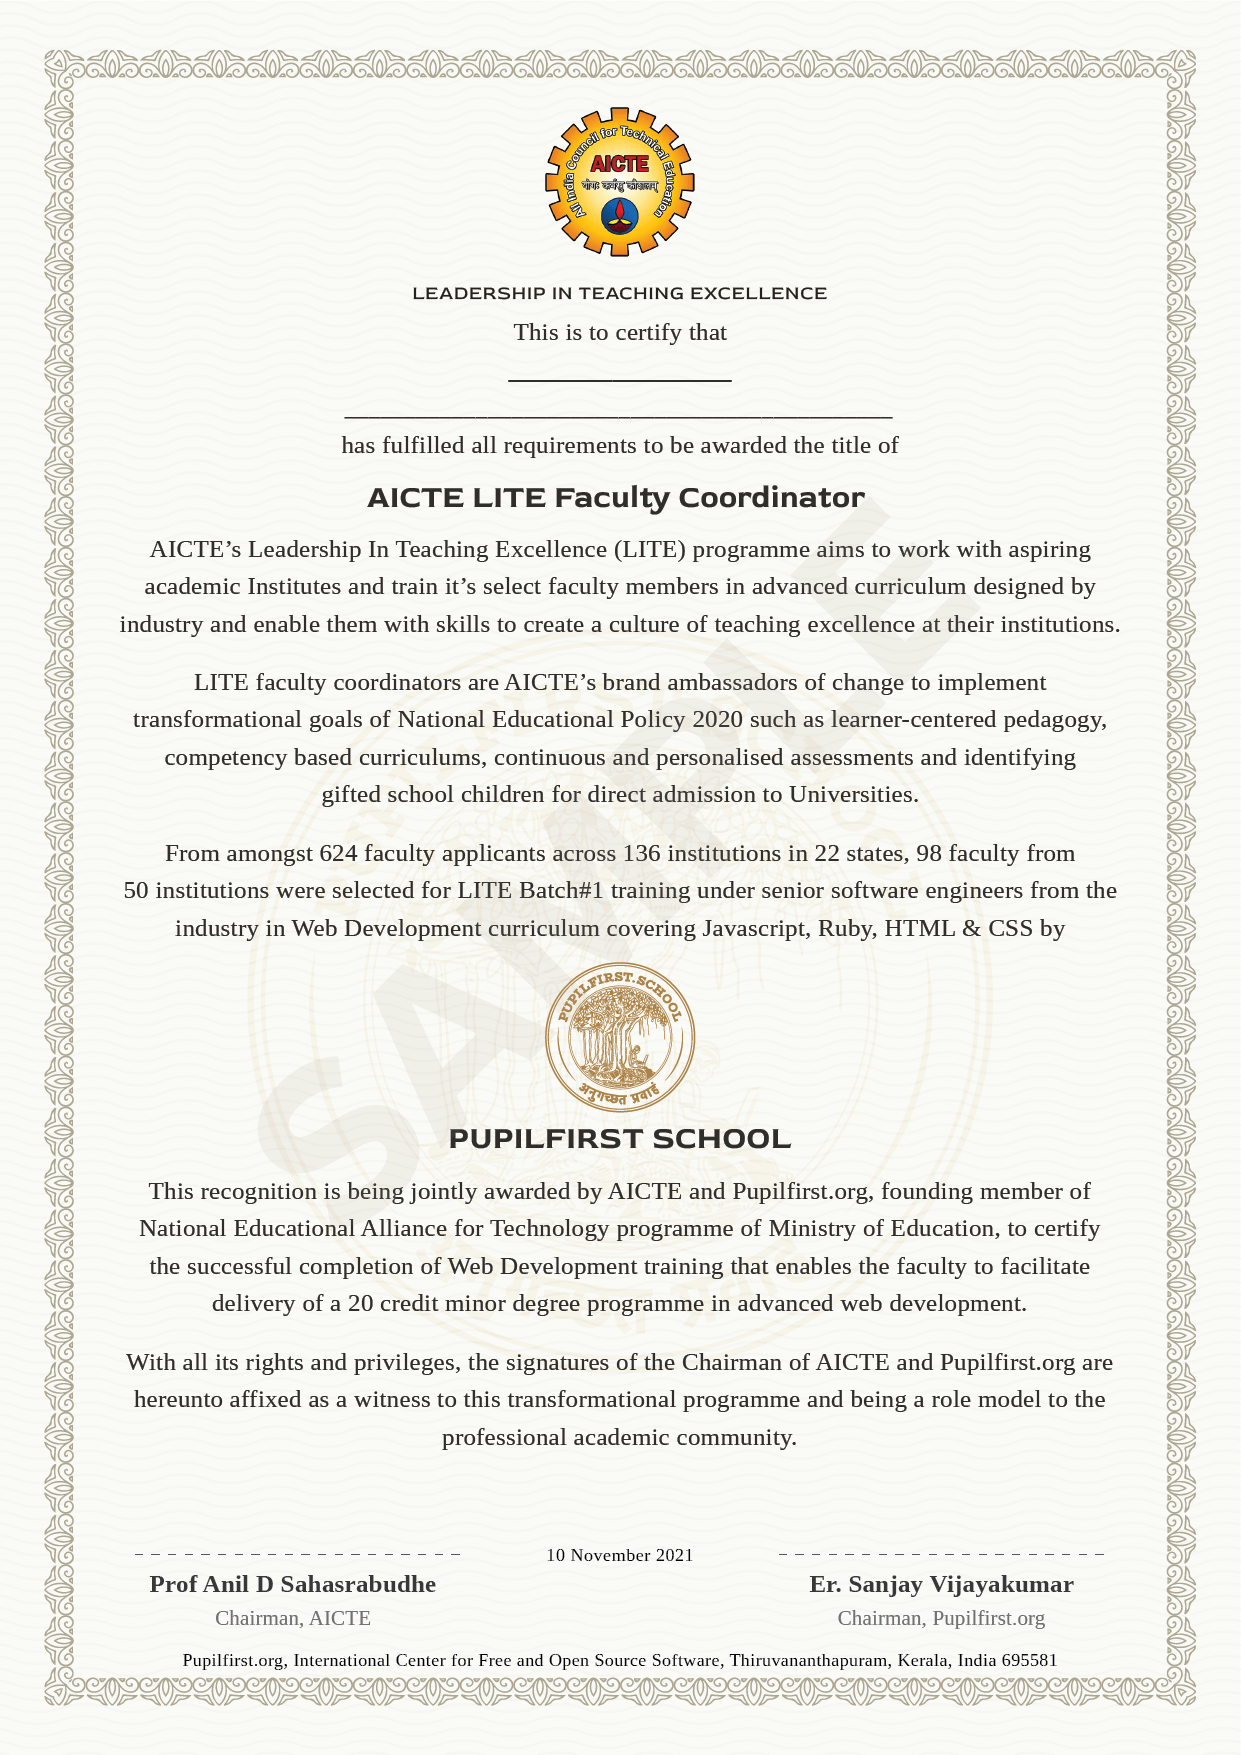 All India Council for Technical Education
AICTE
योगः कर्मसु कौशलम्
LEADERSHIP IN TEACHING EXCELLENCE
This is to certify that
has fulfilled all requirements to be awarded the title of
AICTE LITE Faculty Coordinator
AICTE’s Leadership In Teaching Excellence (LITE) programme aims to work with aspiring
academic Institutes and train it’s select faculty members in advanced curriculum designed by
industry and enable them with skills to create a culture of teaching excellence at their institutions.
LITE faculty coordinators are AICTE’s brand ambassadors of change to implement
transformational goals of National Educational Policy 2020 such as learner-centered pedagogy,
competency based curriculums, continuous and personalised assessments and identifying
gifted school children for direct admission to Universities.
From amongst 624 faculty applicants across 136 institutions in 22 states, 98 faculty from
50 institutions were selected for LITE Batch#1 training under senior software engineers from the
industry in Web Development curriculum covering Javascript, Ruby, HTML & CSS by
SAMPLE
PUPILFIRST.SCHOOL
अनुगच्छत प्रवाहं
PUPILFIRST SCHOOL
This recognition is being jointly awarded by AICTE and Pupilfirst.org, founding member of
National Educational Alliance for Technology programme of Ministry of Education, to certify
the successful completion of Web Development training that enables the faculty to facilitate
delivery of a 20 credit minor degree programme in advanced web development.
With all its rights and privileges, the signatures of the Chairman of AICTE and Pupilfirst.org are
hereunto affixed as a witness to this transformational programme and being a role model to the
professional academic community.
10 November 2021
Prof Anil D Sahasrabudhe
Chairman, AICTE
Er. Sanjay Vijayakumar
Chairman, Pupilfirst.org
Pupilfirst.org, International Center for Free and Open Source Software, Thiruvananthapuram, Kerala, India 695581